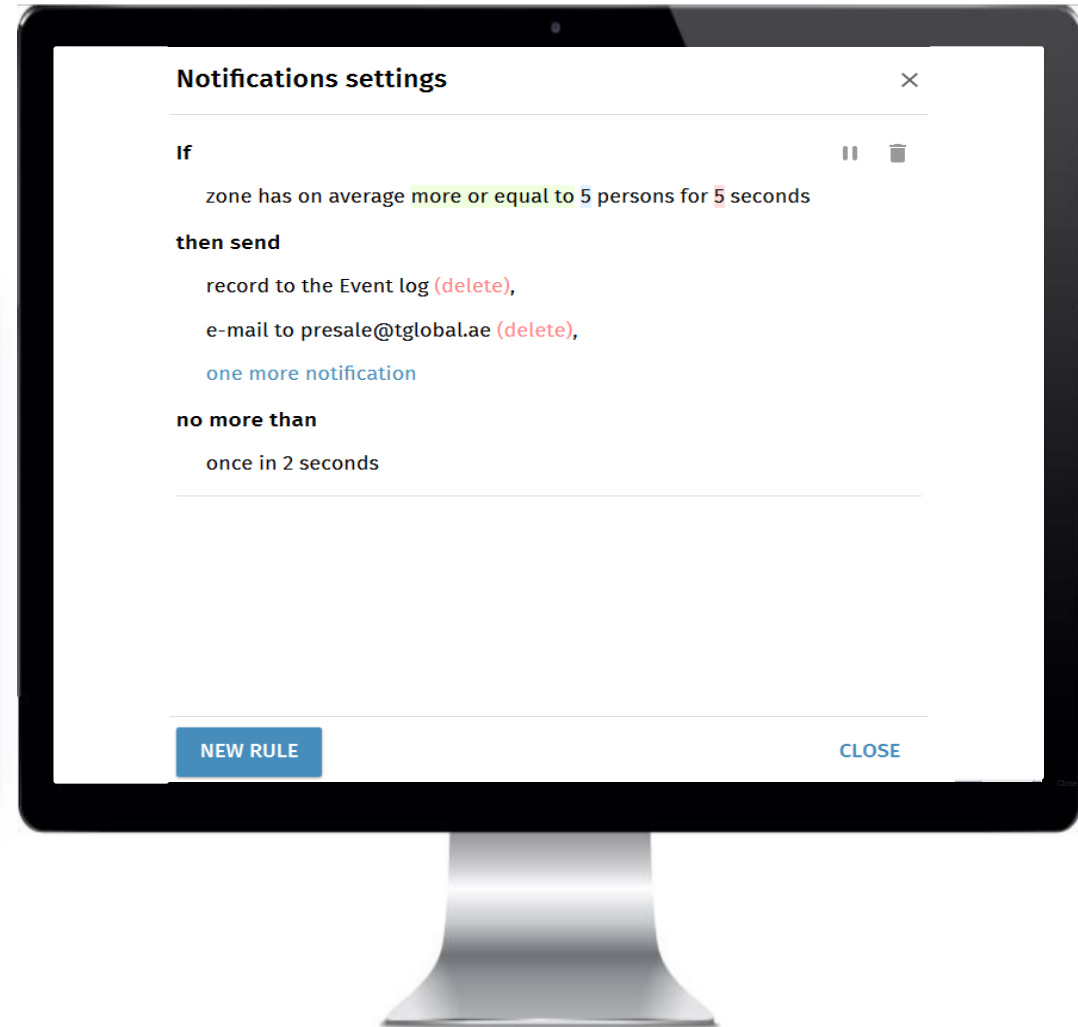 Notifications settings
If
zone has on average more or equal to 5 persons for 5 seconds
then send
record to the Event log (delete),
e-mail to presale@tglobal.ae (delete),
one more notification
no more than
once in 2 seconds
NEW RULE
CLOSE
Close